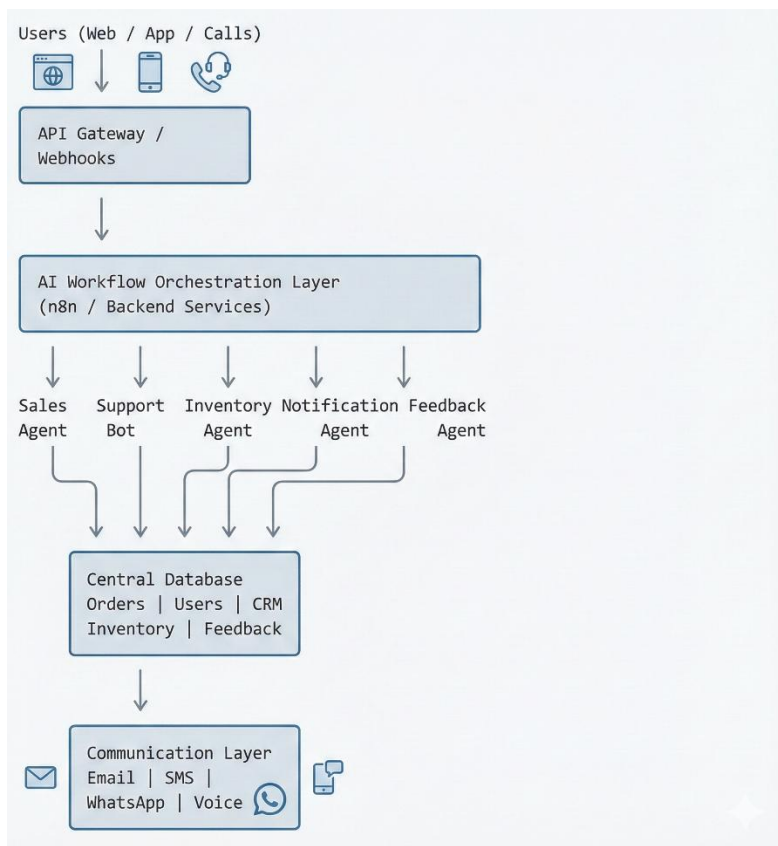 Users (Web / App / Calls)
API Gateway /
Webhooks
AI Workflow Orchestration Layer
(n8n / Backend Services)
Sales Agent
Support Bot
Inventory Agent
Notification Agent
Feedback Agent
Central Database
Orders | Users | CRM
Inventory | Feedback
Communication Layer
Email | SMS |
WhatsApp | Voice